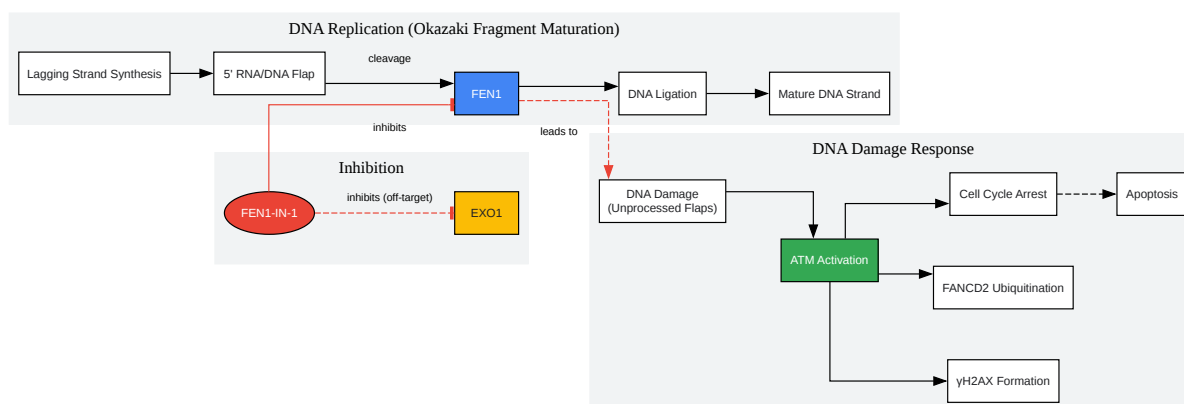 DNA Replication (Okazaki Fragment Maturation)
Lagging Strand Synthesis
5' RNA/DNA Flap
cleavage
FEN1
DNA Ligation
Mature DNA Strand
inhibits
leads to
Inhibition
FEN1-IN-1
inhibits (off-target)
EXO1
DNA Damage Response
DNA Damage
(Unprocessed Flaps)
ATM Activation
Cell Cycle Arrest
Apoptosis
FANCD2 Ubiquitination
γH2AX Formation